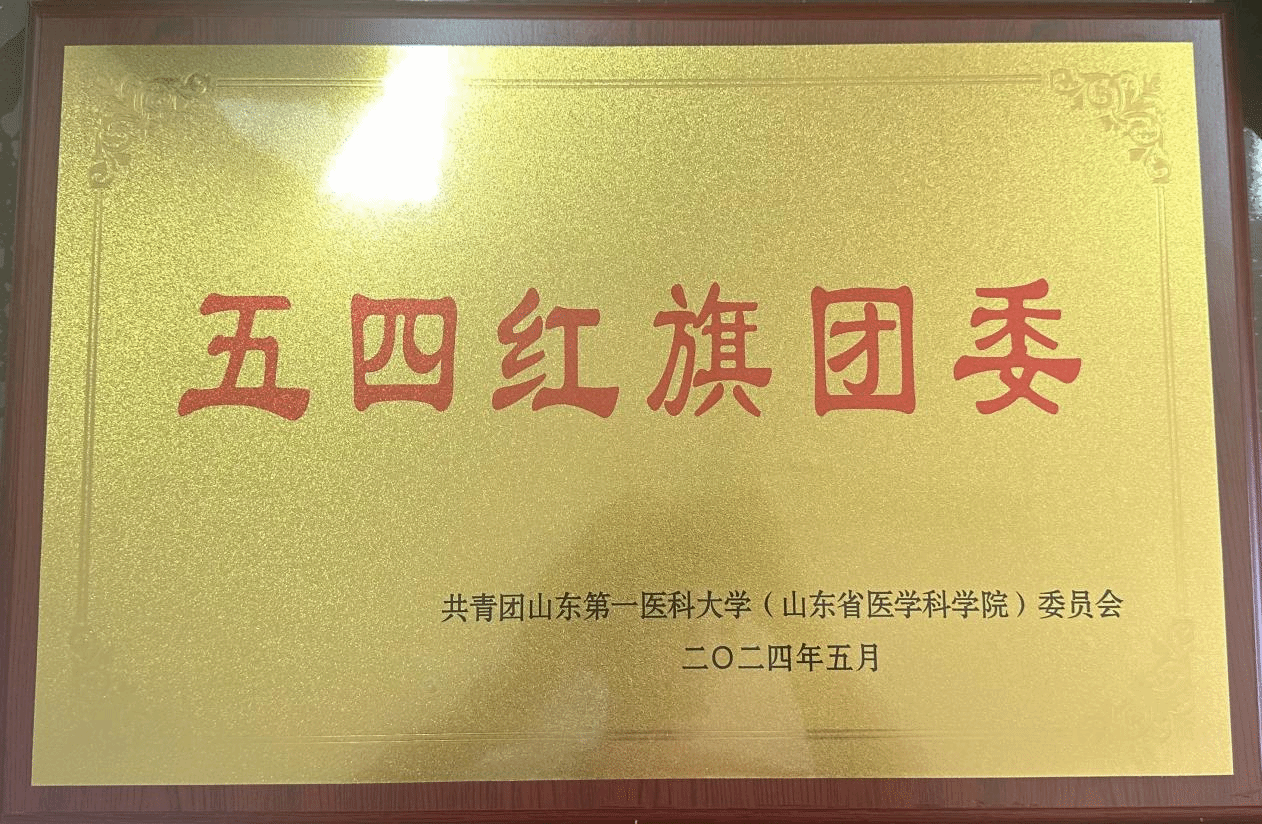 五四红旗团委
共青团山东第一医科大学（山东省医学科学院）委员会
二〇二四年五月